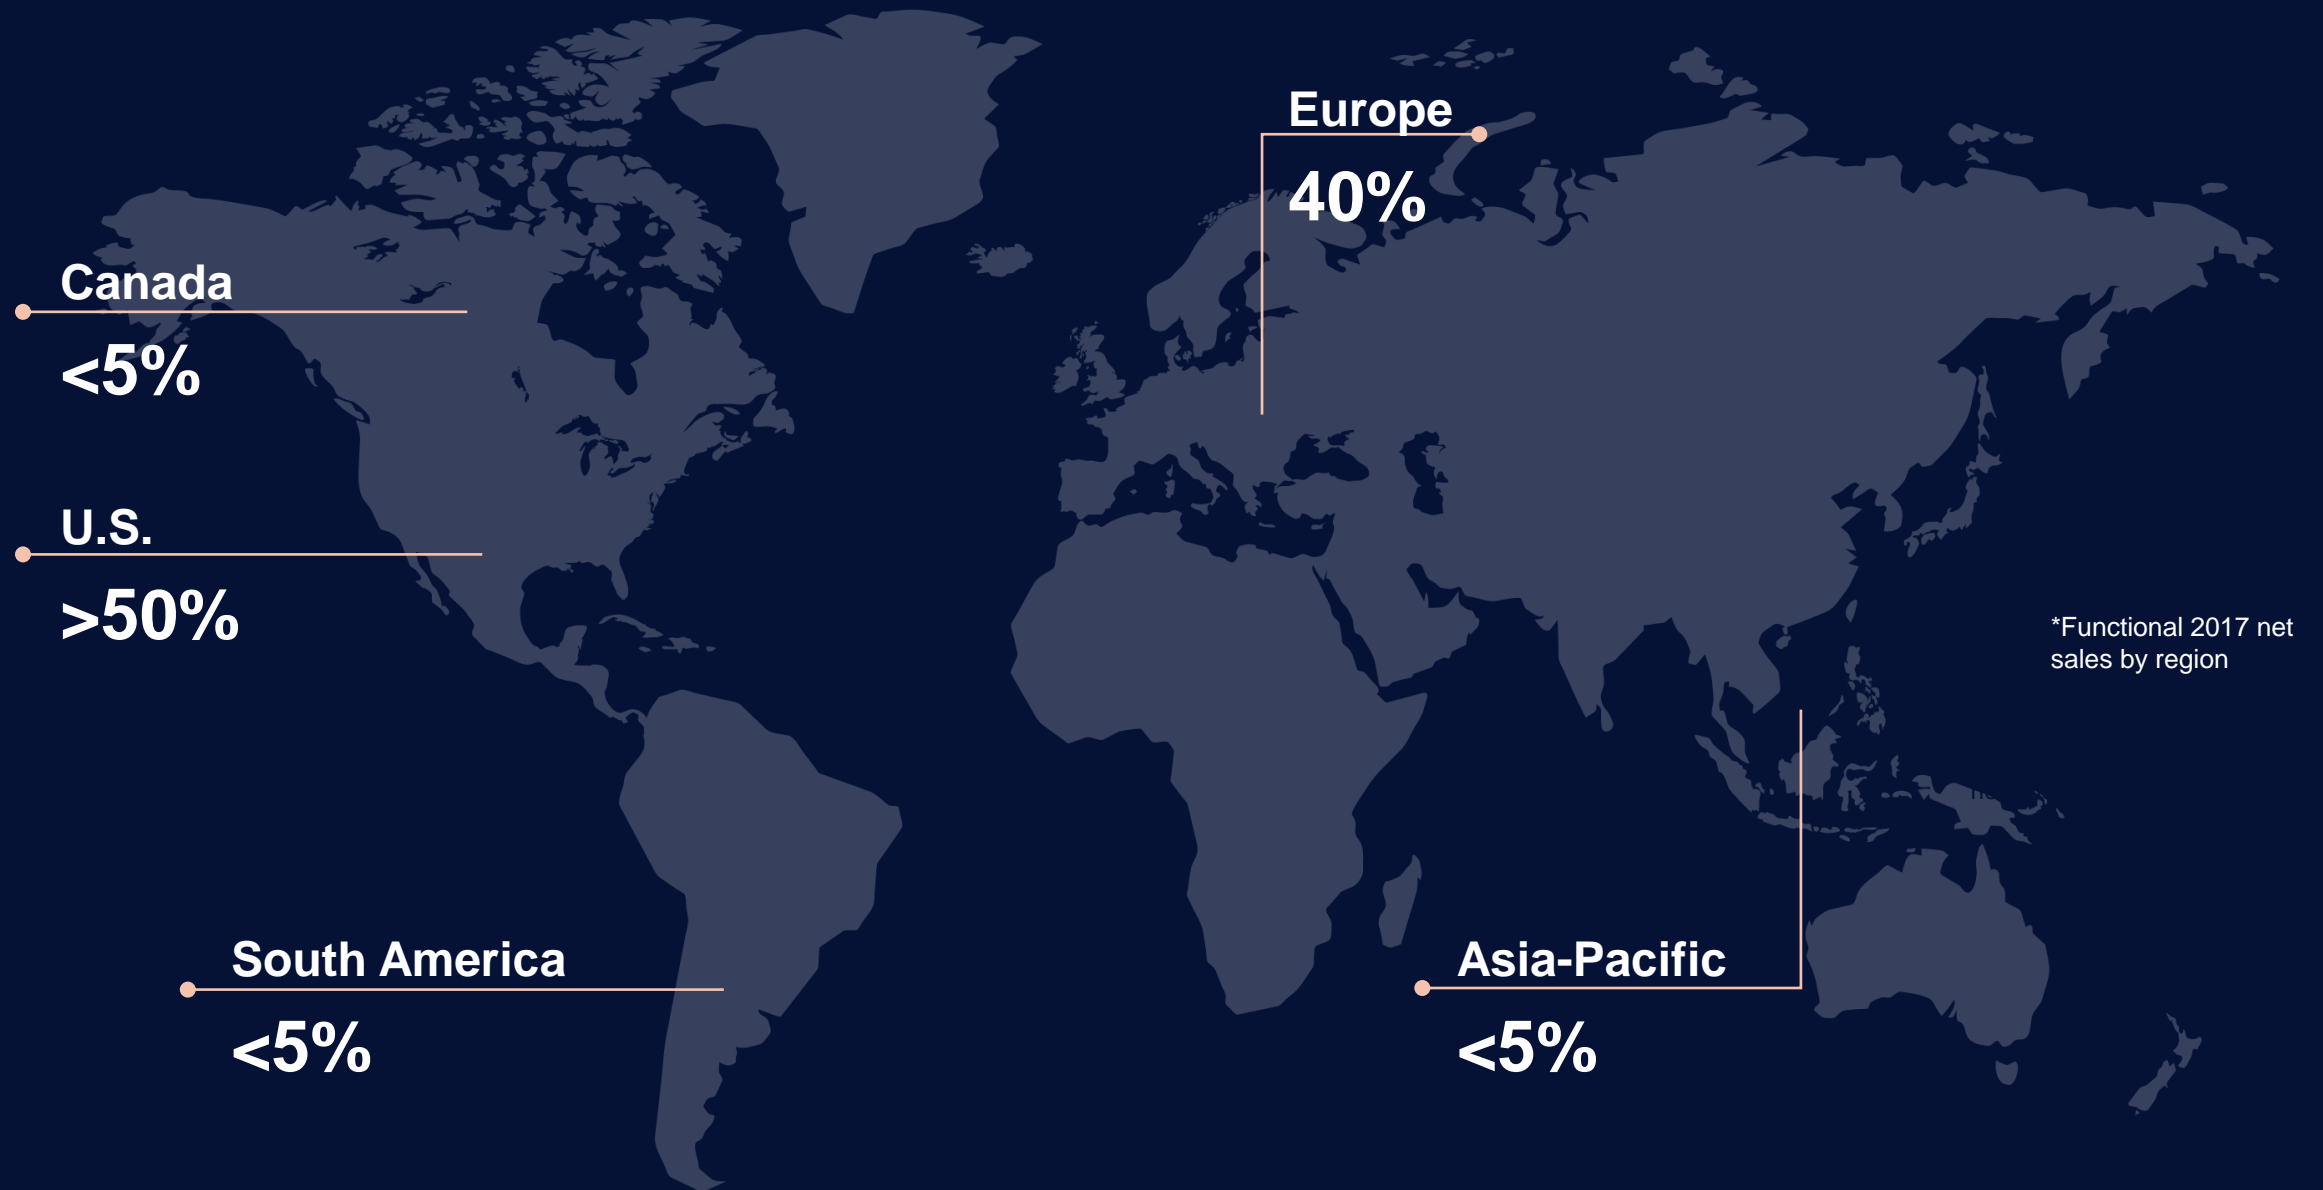 Europe
40%
Canada
<5%
U.S.
>50%
*Functional 2017 net
sales by region
South America
<5%
Asia-Pacific
<5%